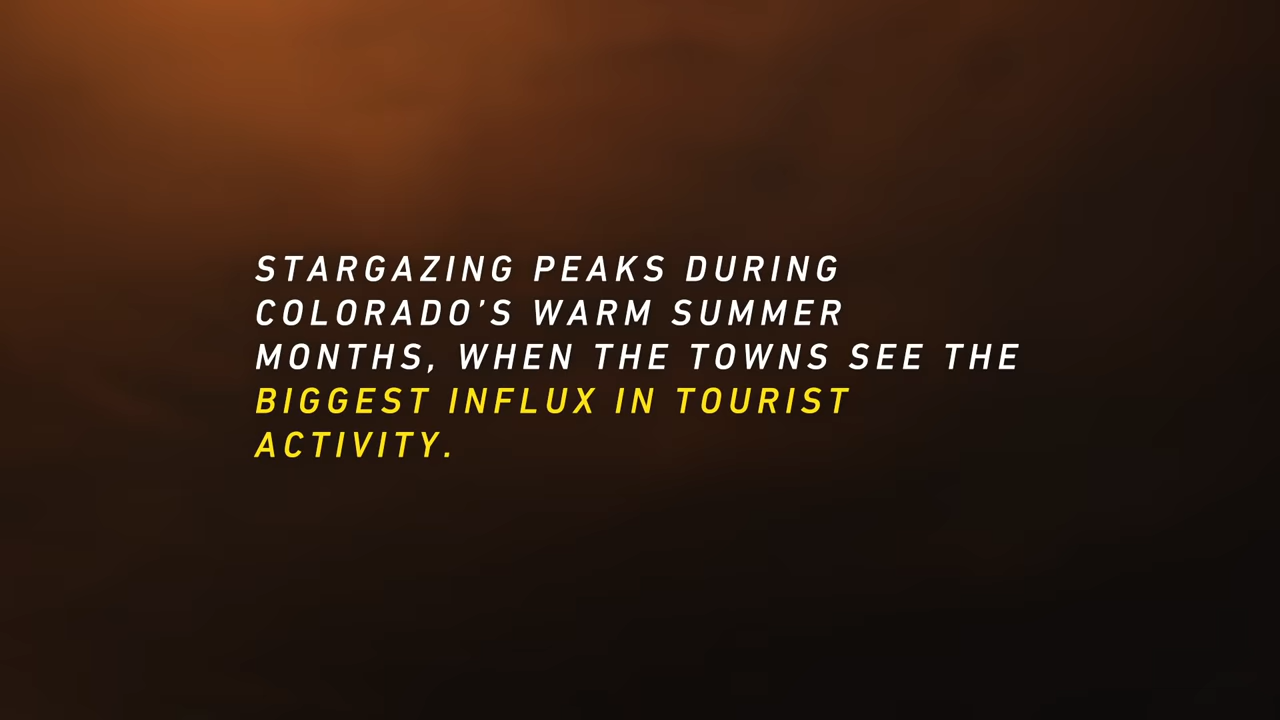 STARGAZING PEAKS DURING
COLORADO'S WARM SUMMER
MONTHS, WHEN THE TOWNS SEE THE
BIGGEST INFLUX IN TOURIST
ACTIVITY.